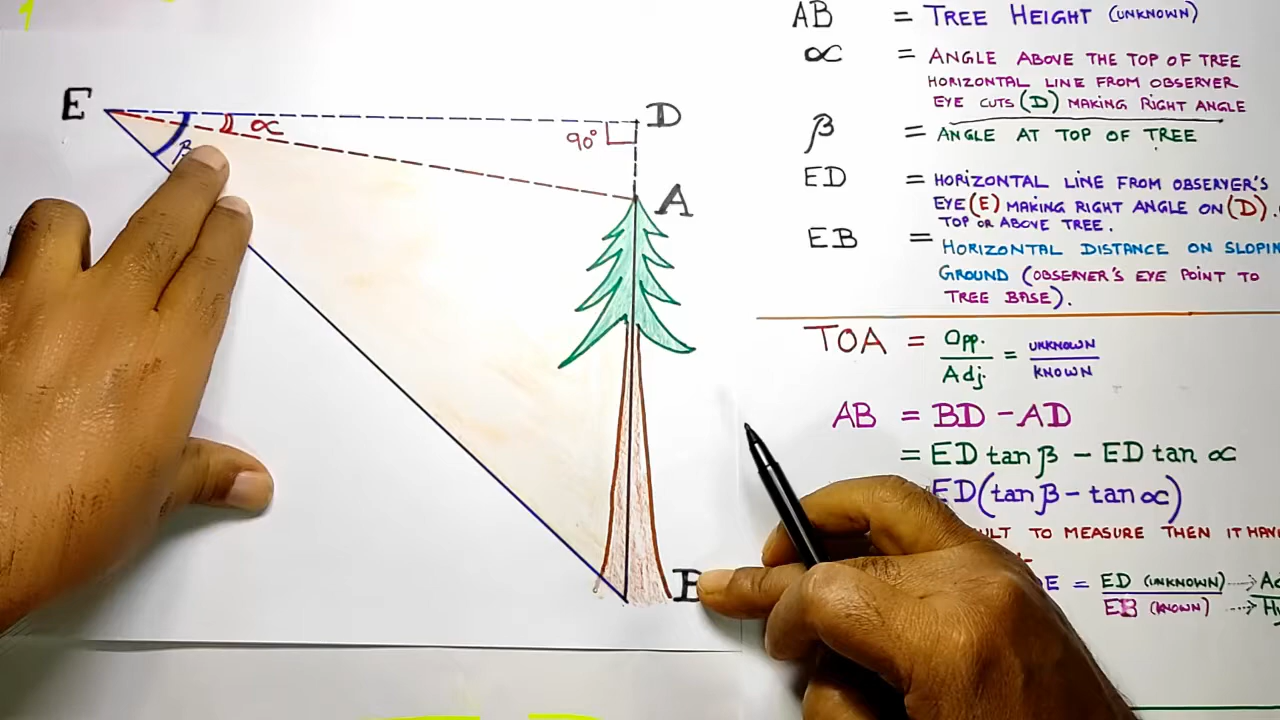 E
α
β
90°
D
A
B
AB = TREE HEIGHT (UNKNOWN)
α = ANGLE ABOVE THE TOP OF TREE
HORIZONTAL LINE FROM OBSERVER
EYE CUTS (D) MAKING RIGHT ANGLE
β = ANGLE AT TOP OF TREE
ED = HORIZONTAL LINE FROM OBSERVER'S
EYE (E) MAKING RIGHT ANGLE ON (D).
TOP OR ABOVE TREE.
EB = HORIZONTAL DISTANCE ON
GROUND (OBSERVER'S EYE POINT TO
TREE BASE).
TOA = Opp. / Adj. = UNKNOWN / KNOWN
AB = BD - AD
= ED tan β - ED tan α
ED (tan β - tan α)
TO MEASURE THEN IT
= ED (UNKNOWN) / EB (KNOWN)